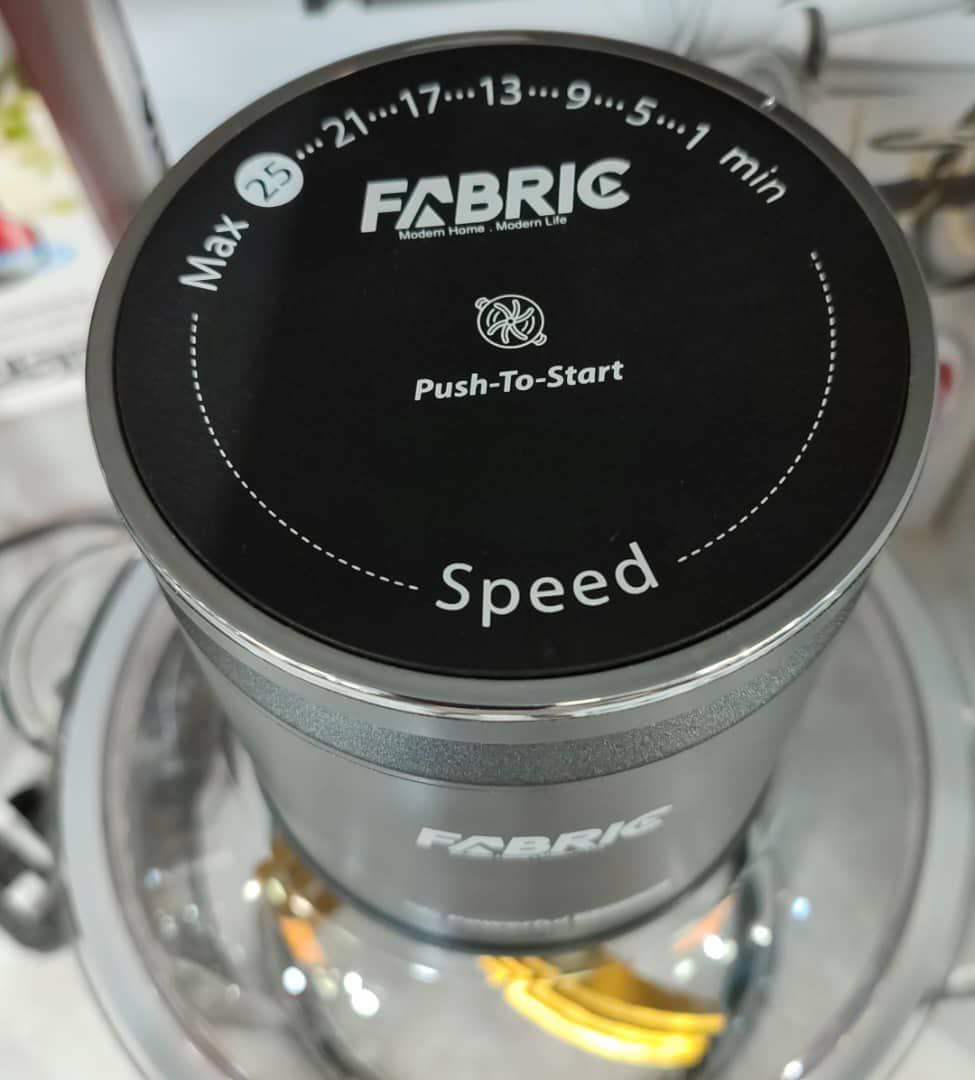 Max 25...21...17...13...9...5...1 min
FABRIC
Modern Home . Modern Life
Push-To-Start
Speed
FABRIC